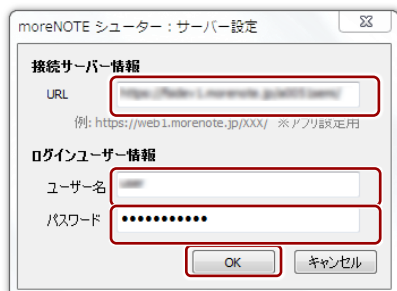 moreNOTE シューター：サーバー設定
接続サーバー情報
URL
例: https://web1.morenote.jp/XXX/ ※アプリ設定用
ログインユーザー情報
ユーザー名
パスワード ●●●●●●●●●●●
OK キャンセル